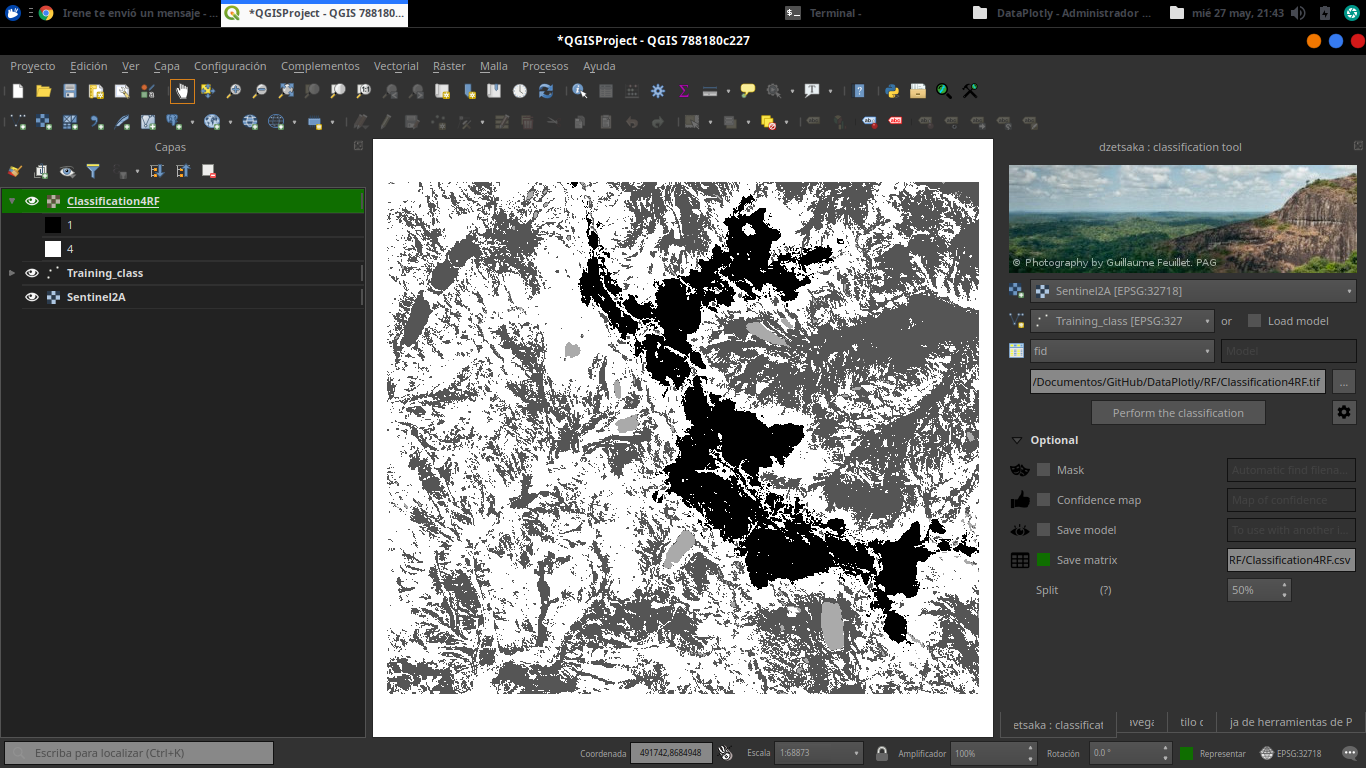 Irene te envió un mensaje - ...
*QGISProject - QGIS 788180...
Terminal -
DataPlotly - Administrador ...
mié 27 may, 21:43
*QGISProject - QGIS 788180c227
Proyecto Edición Ver Capa Configuración Complementos Vectorial Ráster Malla Procesos Ayuda
Capas
Classification4RF
1
4
Training_class
Sentinel2A
dzetsaka : classification tool
© Photography by Guillaume Feuillet. PAG
Sentinel2A [EPSG:32718]
Training_class [EPSG:327
or
Load model
fid
Model
/Documentos/GitHub/DataPlotly/RF/Classification4RF.tif
...
Perform the classification
Optional
Mask
Automatic find filena...
Confidence map
Map of confidence
Save model
To use with another i...
Save matrix
RF/Classification4RF.csv
Split (?)
50%
etsaka : classificat
ivega
tilo c
ja de herramientas de P
Escriba para localizar (Ctrl+K)
Coordenada
491742,8684948
Escala
1:68873
Amplificador
100%
Rotación
0.0 °
Representar
EPSG:32718